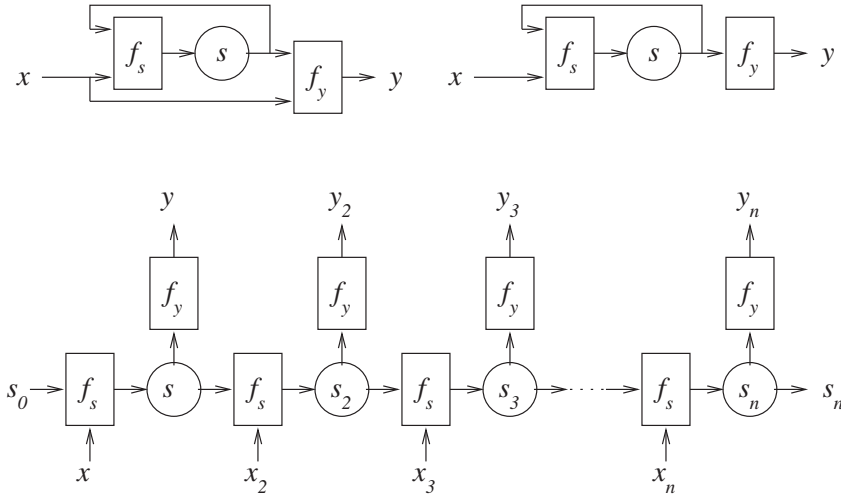 x f_s s f_y y
x f_s s f_y y
y y_2 y_3 y_n
f_y f_y f_y f_y
s_0 f_s s f_s s_2 f_s s_3 f_s s_n s_n
x x_2 x_3 x_n